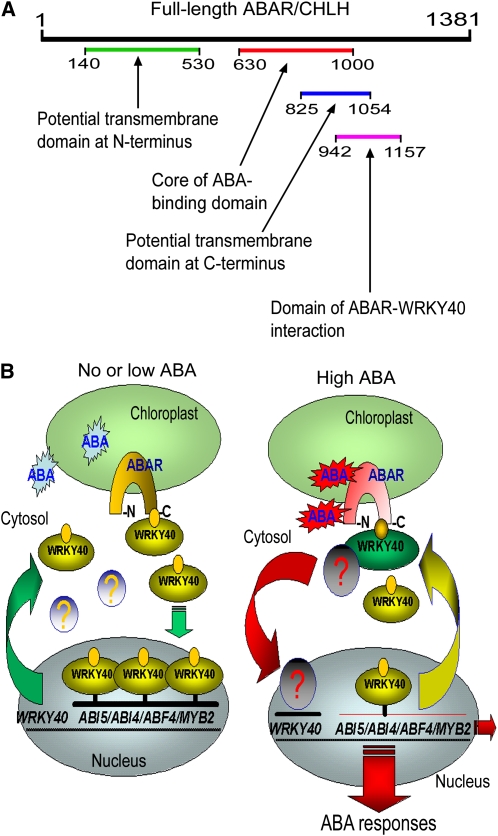 A
Full-length ABAR/CHLH
1
1381
140
530
630
1000
825
1054
942
1157
Potential transmembrane
domain at N-terminus
Core of ABA-
binding domain
Potential transmembrane
domain at C-terminus
Domain of ABAR-WRKY40
interaction
B
No or low ABA
Chloroplast
ABA
ABA
ABAR
-N
-C
Cytosol
WRKY40
WRKY40
WRKY40
?
?
WRKY40
WRKY40
WRKY40
WRKY40
ABI5/ABI4/ABF4/MYB2
Nucleus
High ABA
Chloroplast
ABA
ABAR
ABA
-N
-C
Cytosol
WRKY40
?
WRKY40
?
WRKY40
WRKY40
ABI5/ABI4/ABF4/MYB2
Nucleus
ABA responses